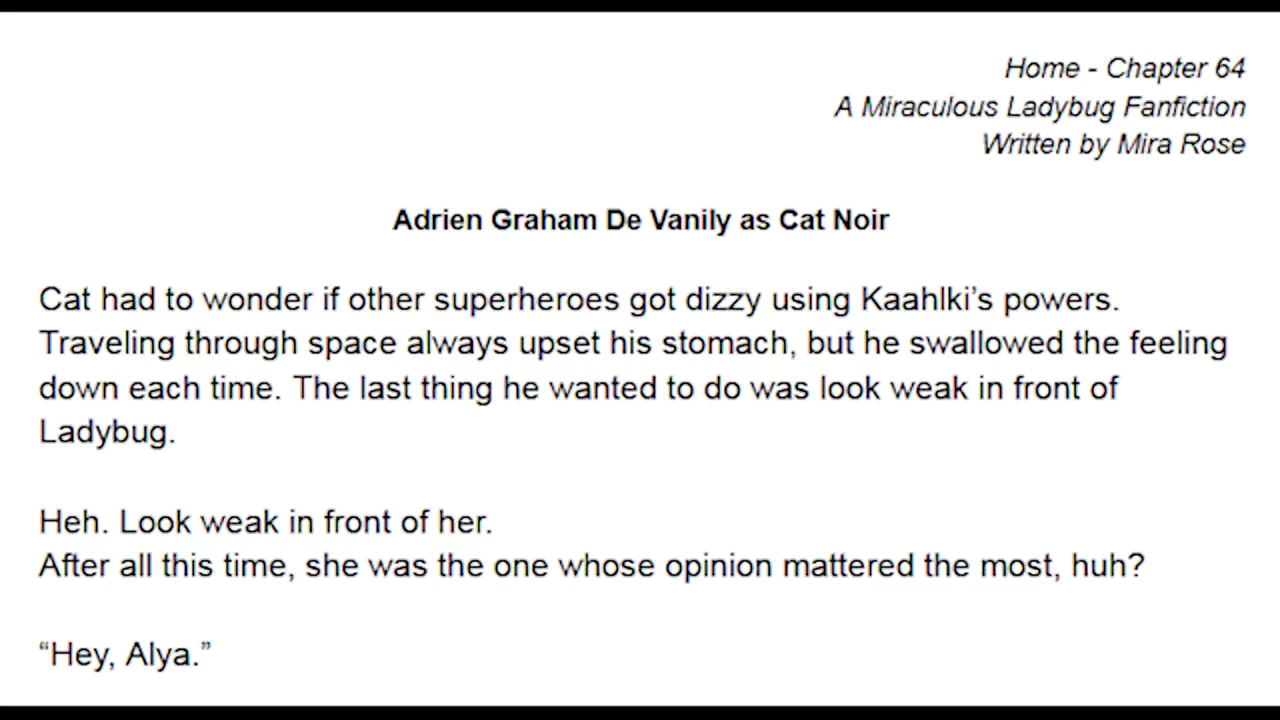 Home - Chapter 64
A Miraculous Ladybug Fanfiction
Written by Mira Rose
Adrien Graham De Vanily as Cat Noir
Cat had to wonder if other superheroes got dizzy using Kaahlki’s powers.
Traveling through space always upset his stomach, but he swallowed the feeling
down each time. The last thing he wanted to do was look weak in front of
Ladybug.
Heh. Look weak in front of her.
After all this time, she was the one whose opinion mattered the most, huh?
“Hey, Alya.”